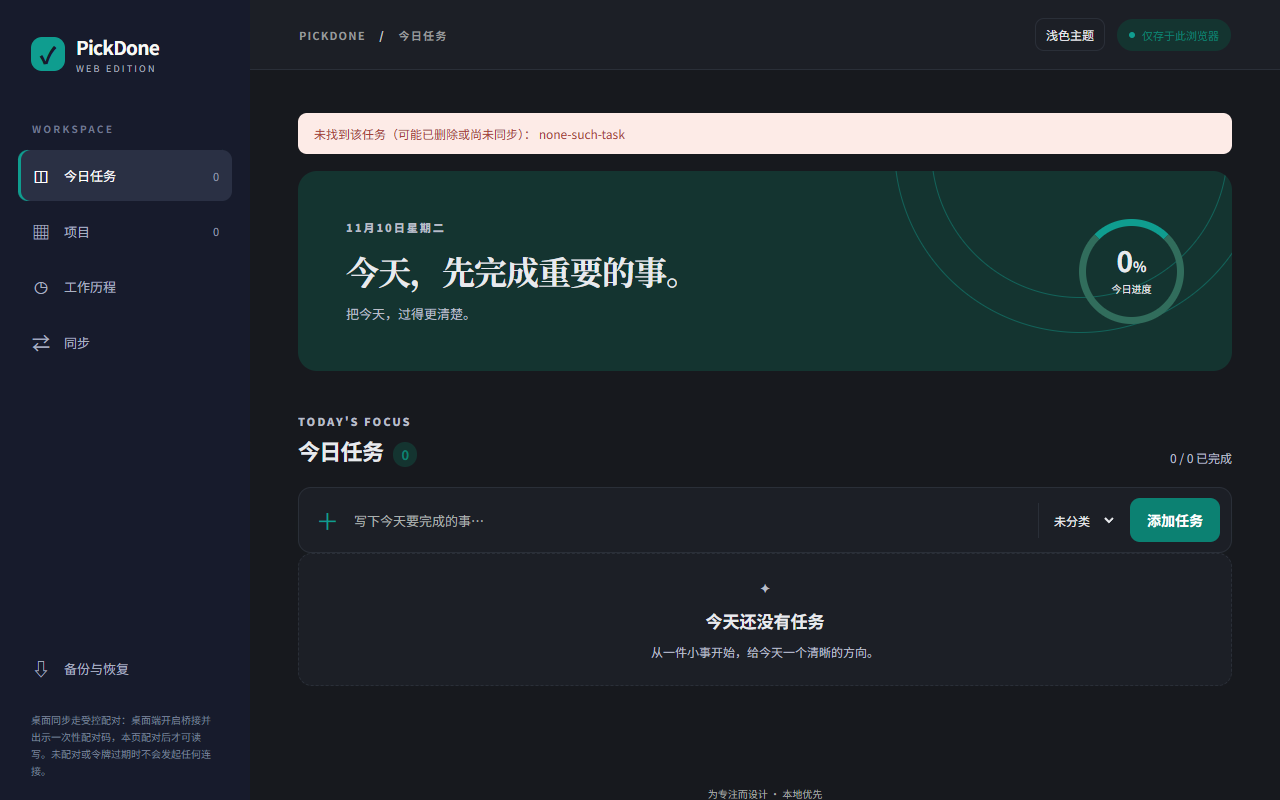 PickDone
WEB EDITION
WORKSPACE
今日任务 0
项目 0
工作历程
同步
备份与恢复
桌面同步走受控配对：桌面端开启桥接并
出示一次性配对码，本页配对后才可读
写。未配对或令牌过期时不会发起任何连
接。
PICKDONE / 今日任务
浅色主题
仅存于此浏览器
未找到该任务（可能已删除或尚未同步）： none-such-task
11月10日星期二
今天，先完成重要的事。
把今天，过得更清楚。
0%
今日进度
TODAY'S FOCUS
今日任务 0
0 / 0 已完成
写下今天要完成的事…
未分类
添加任务
今天还没有任务
从一件小事开始，给今天一个清晰的方向。
为专注而设计 · 本地优先